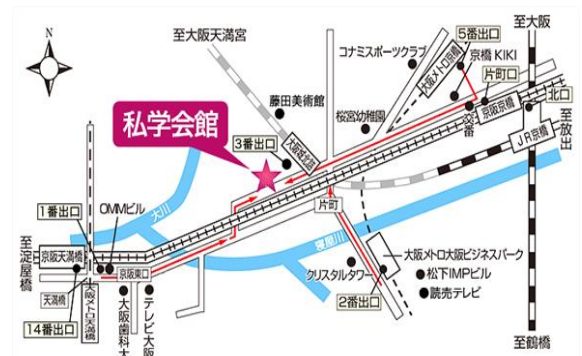 N
至大阪天満宮
コナミスポーツクラブ
5番出口
至大阪
大阪メトロ京橋
京橋 KIKI
片町口
藤田美術館
桜宮幼稚園
私学会館
3番出口
大阪城北詰
交番
京阪京橋
北口
JR京橋
至放出
片町
大川
寝屋川
1番出口
OMMビル
京阪天満橋
京阪東口
至淀屋橋
天満橋
14番出口
大阪メトロ天満橋
大阪歯科大
テレビ大阪
クリスタルタワー
2番出口
大阪メトロ大阪ビジネスパーク
松下IMPビル
読売テレビ
至鶴橋